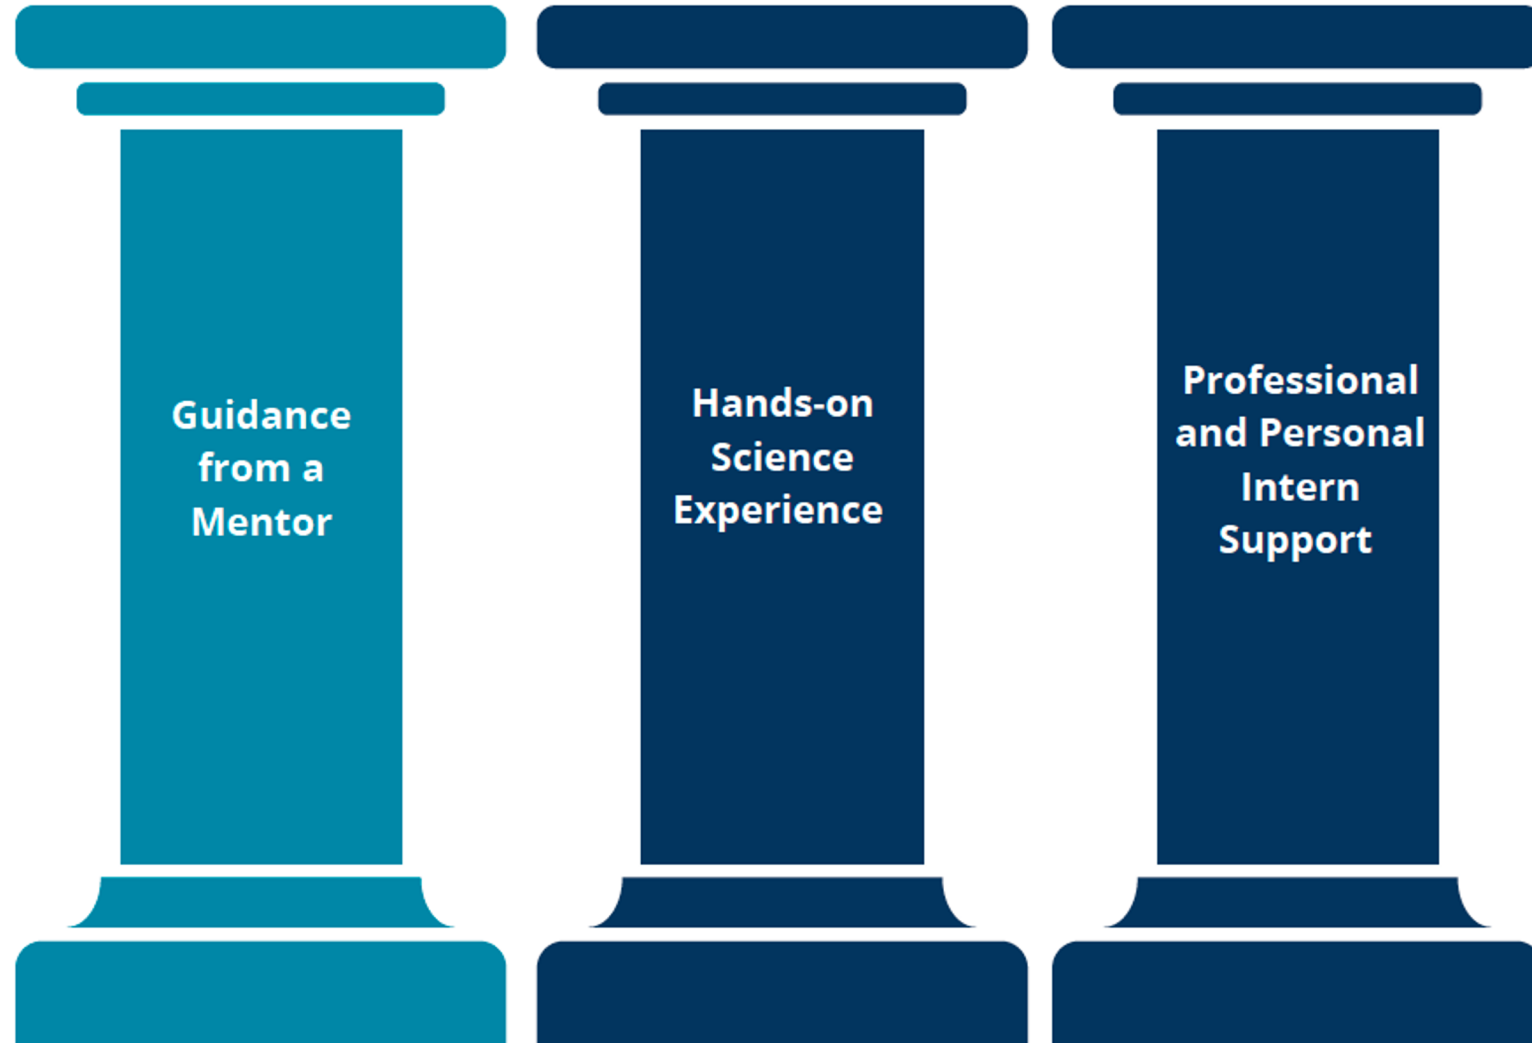 Guidance
from a
Mentor
Hands-on
Science
Experience
Professional
and Personal
Intern
Support